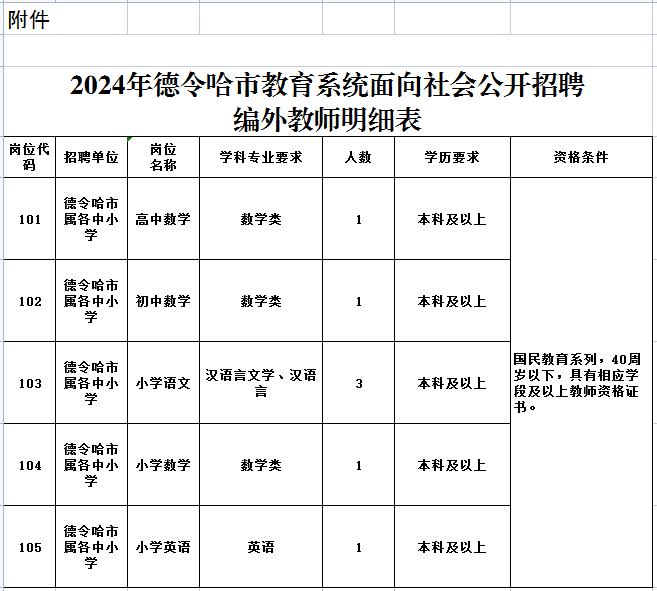 附件
2024年德令哈市教育系统面向社会公开招聘
编外教师明细表
岗位代码 招聘单位 岗位名称 学科专业要求 人数 学历要求 资格条件
101 德令哈市属各中小学 高中数学 数学类 1 本科及以上
102 德令哈市属各中小学 初中数学 数学类 1 本科及以上
103 德令哈市属各中小学 小学语文 汉语言文学、汉语言 3 本科及以上
国民教育系列，40周岁以下，具有相应学段及以上教师资格证书。
104 德令哈市属各中小学 小学数学 数学类 1 本科及以上
105 德令哈市属各中小学 小学英语 英语 1 本科及以上